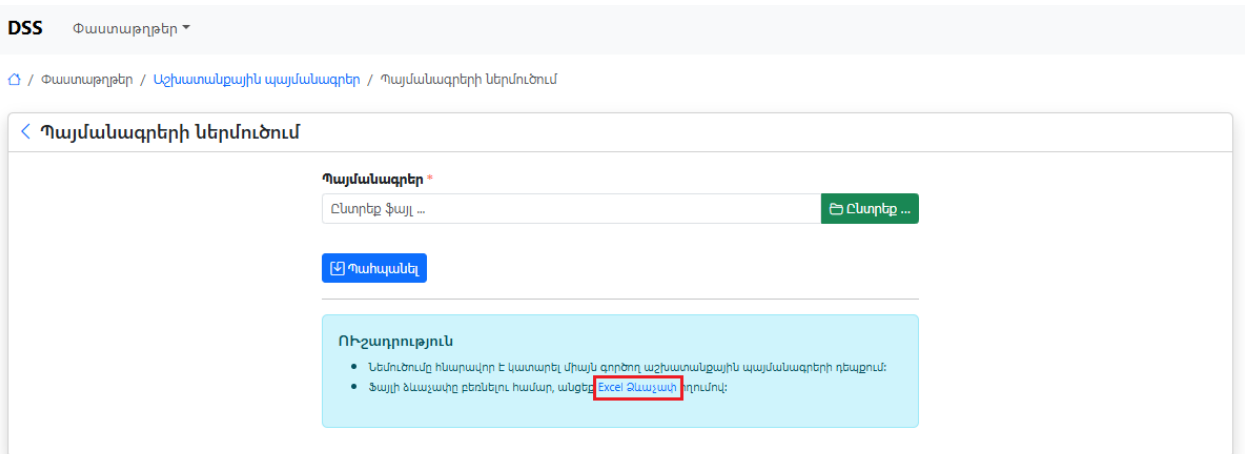 DSS Փաստաթղթեր
/ Փաստաթղթեր / Աշխատանքային պայմանագրեր / Պայմանագրերի ներմուծում
Պայմանագրերի ներմուծում
Պայմանագրեր *
Ընտրեք ֆայլ ... Ընտրեք ...
Պահպանել
ՈՒշադրություն
• Նեմուծումը հնարավոր է կատարել միայն գործող աշխատանքային պայմանագրերի դեպքում:
• Ֆայլի ձևաչափը բեռնելու համար, անցեք Excel Ձևաչափ հղումով: